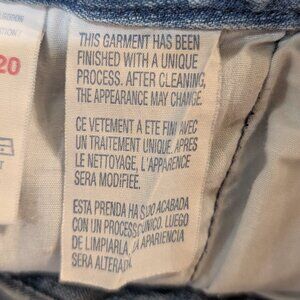 20
THIS GARMENT HAS BEEN
FINISHED WITH A UNIQUE
PROCESS. AFTER CLEANING,
THE APPEARANCE MAY CHANGE.
CE VETEMENT A ETE FINI AVEC
UN TRAITEMENT UNIQUE. APRES
LE NETTOYAGE, L'APPARENCE
SERA MODIFIEE.
ESTA PRENDA HA SIDO ACABADA
CON UN PROCESO UNICO. LUEGO
DE LIMPIARLA, LA APARIENCIA
SERA ALTERADA.